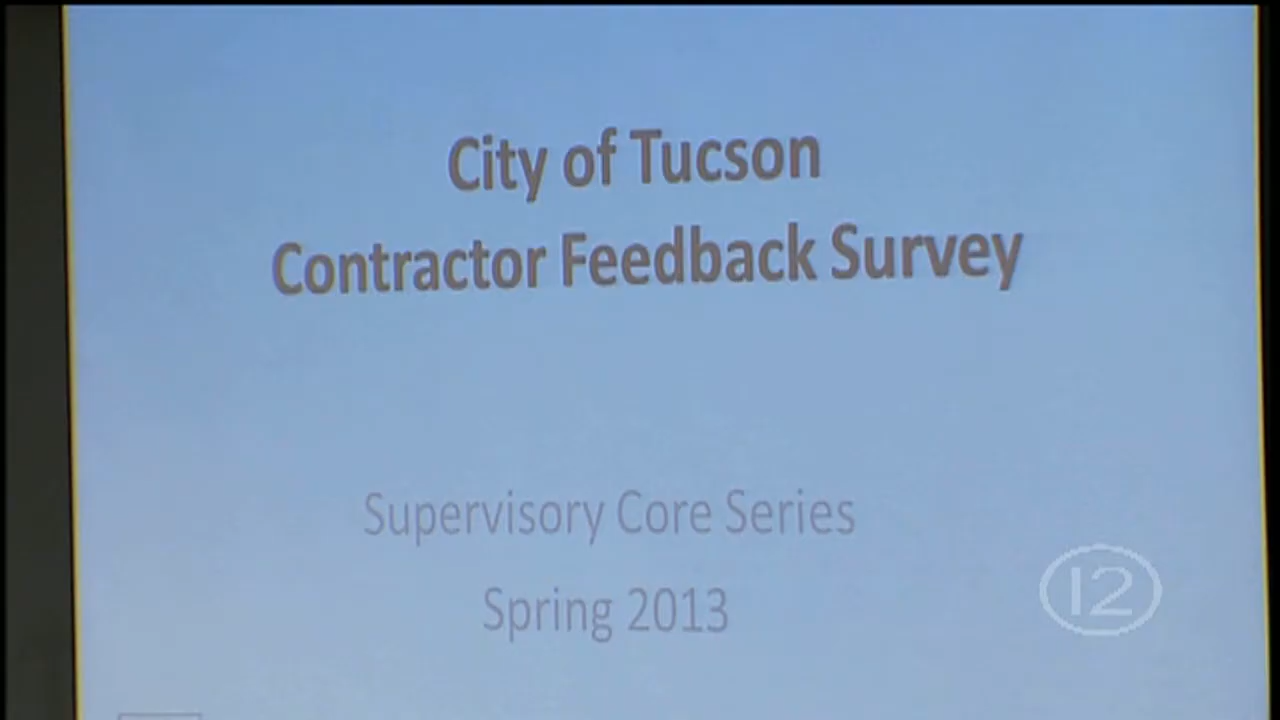 City of Tucson
Contractor Feedback Survey
Supervisory Core Series
Spring 2013
12